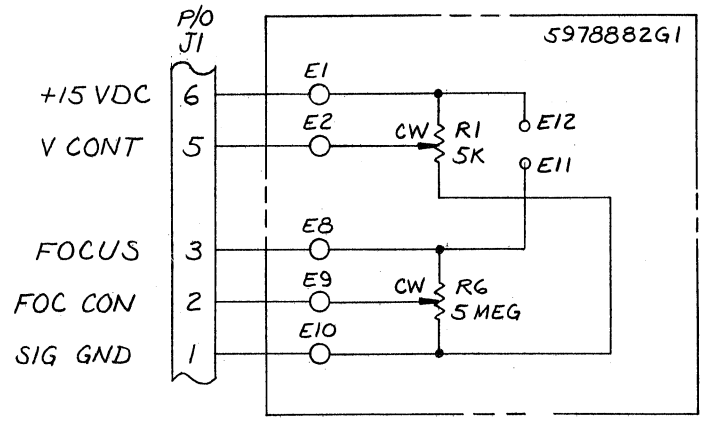 P/O
J1
5978882G1
+15 VDC 6 E1
V CONT 5 E2 CW R1 5K
E12
E11
FOCUS 3 E8
FOC CON 2 E9 CW R6 5 MEG
SIG GND 1 E10